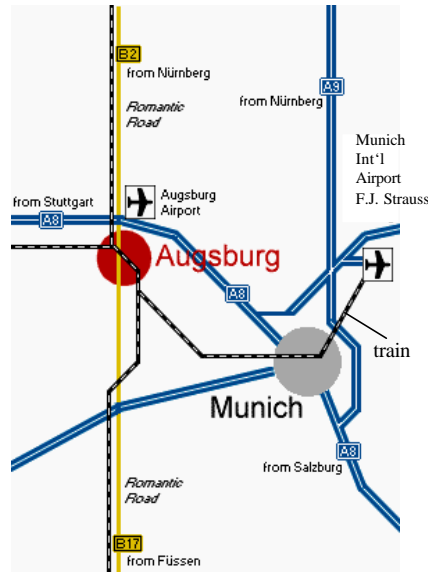 B2
from Nürnberg
A9
from Nürnberg
Romantic
Road
Munich
Int‘l
Airport
F.J. Strauss
from Stuttgart
A8
Augsburg
Airport
Augsburg
A8
train
Munich
A8
from Salzburg
Romantic
Road
B17
from Füssen